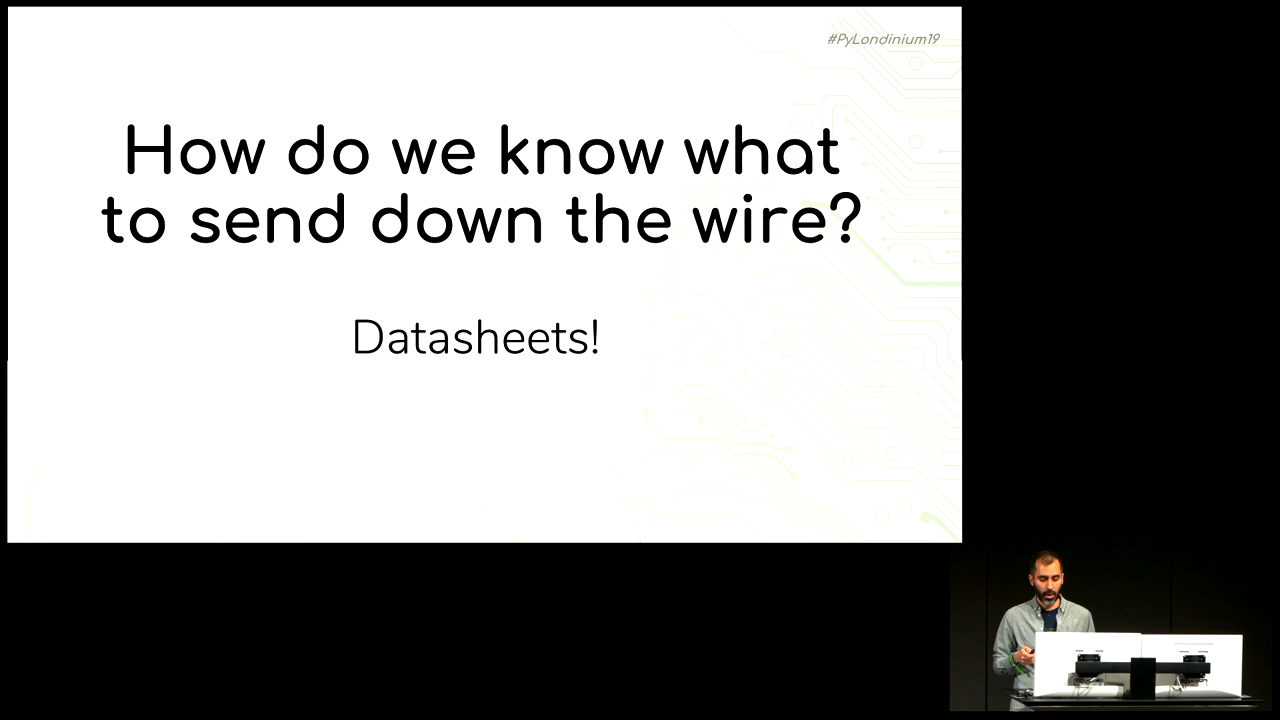 #PyLondinium19
How do we know what
to send down the wire?
Datasheets!